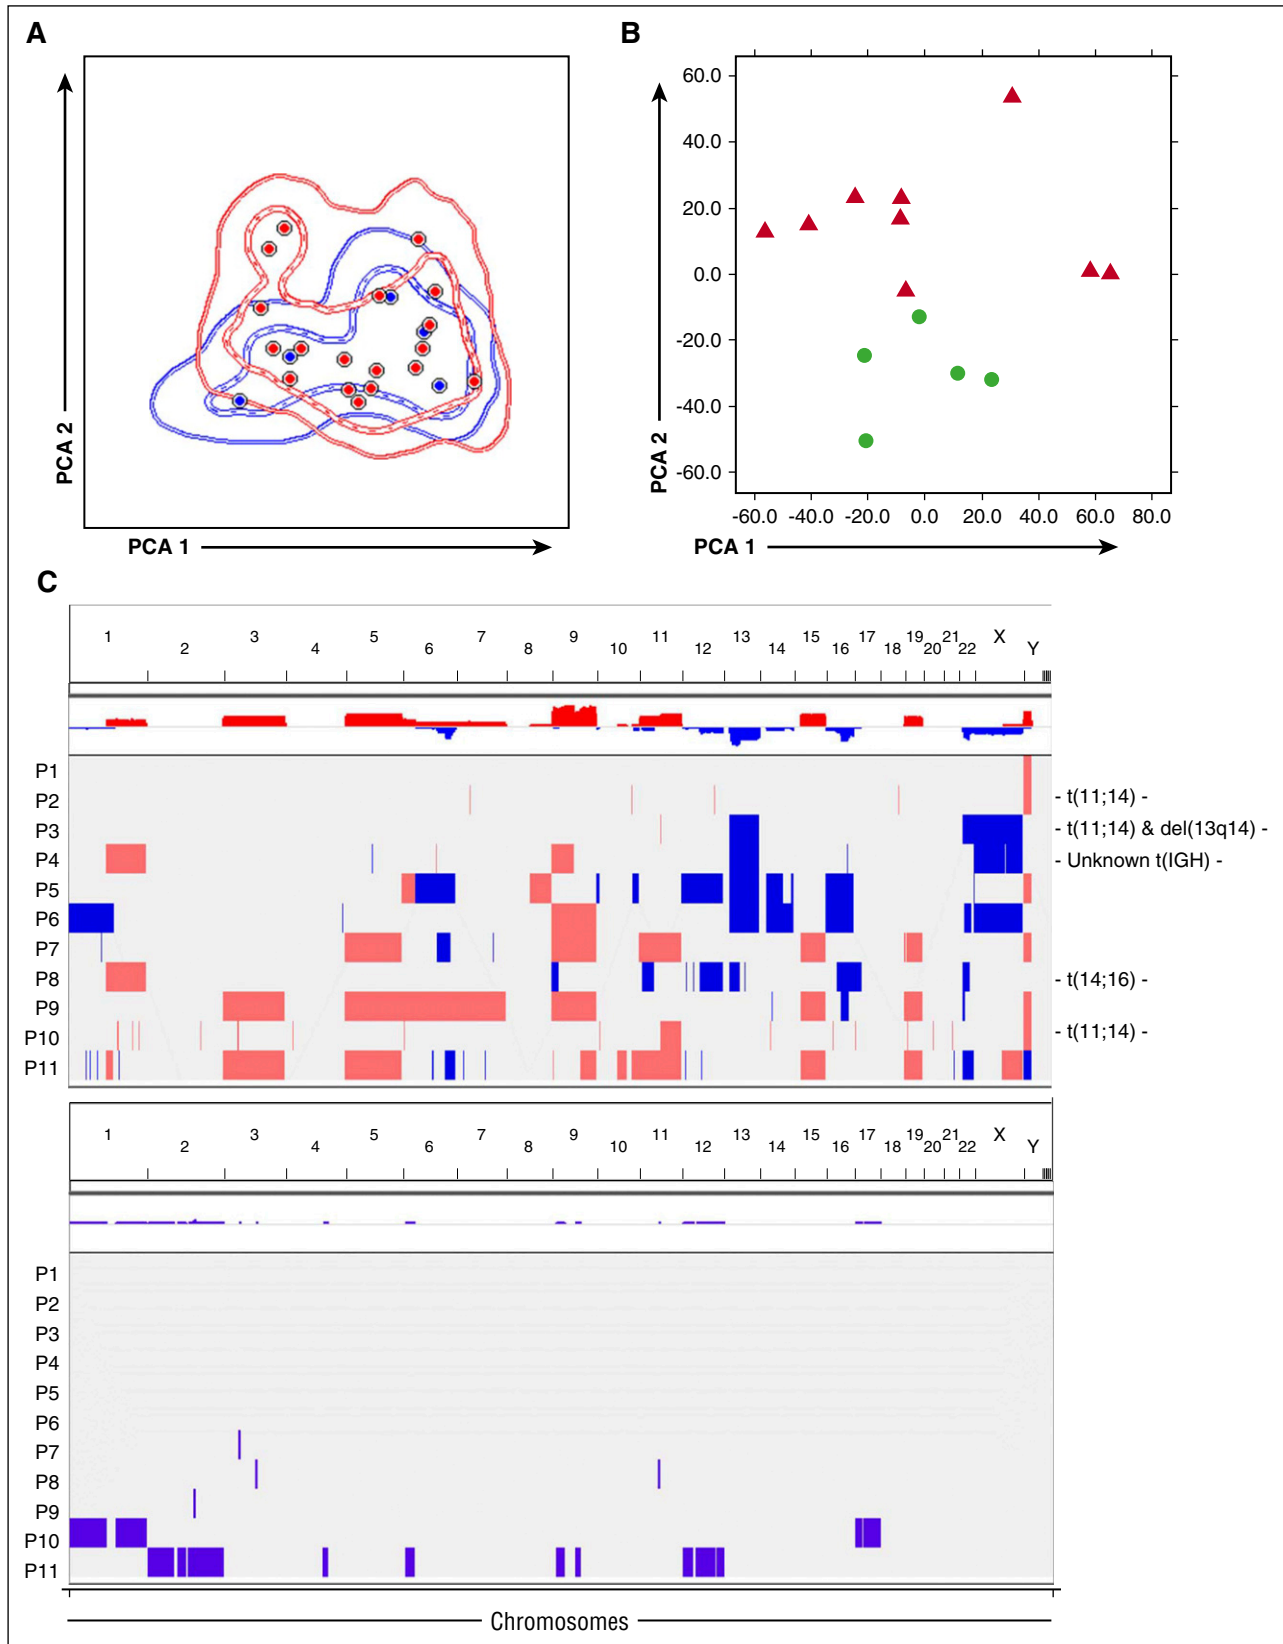 A
B
PCA 2
PCA 1
60.0
40.0
20.0
0.0
-20.0
-40.0
-60.0
PCA 2
-60.0 -40.0 -20.0 0.0 20.0 40.0 60.0 80.0
PCA 1
C
1 2 3 4 5 6 7 8 9 10 11 12 13 14 15 16 17 18 19 20 21 22 X Y
P1
P2 - t(11;14) -
P3 - t(11;14) & del(13q14) -
P4 - Unknown t(IGH) -
P5
P6
P7
P8 - t(14;16) -
P9
P10 - t(11;14) -
P11
1 2 3 4 5 6 7 8 9 10 11 12 13 14 15 16 17 18 19 20 21 22 X Y
P1
P2
P3
P4
P5
P6
P7
P8
P9
P10
P11
Chromosomes